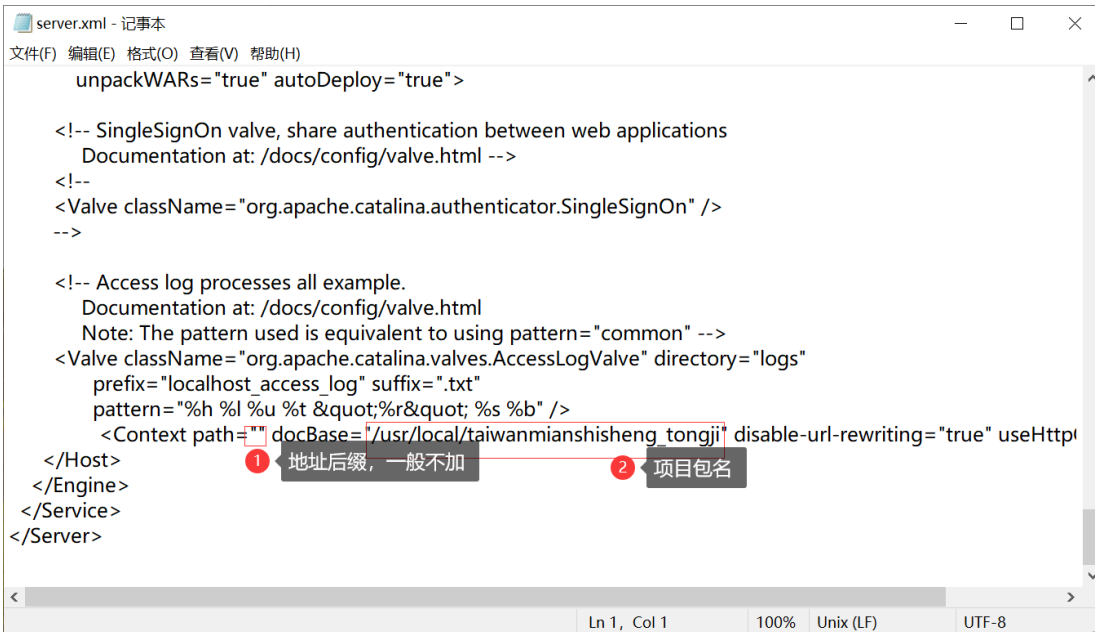 server.xml - 记事本
文件(F) 编辑(E) 格式(O) 查看(V) 帮助(H)
unpackWARs="true" autoDeploy="true">
<!-- SingleSignOn valve, share authentication between web applications
Documentation at: /docs/config/valve.html -->
<!--
<Valve className="org.apache.catalina.authenticator.SingleSignOn" />
-->
<!-- Access log processes all example.
Documentation at: /docs/config/valve.html
Note: The pattern used is equivalent to using pattern="common" -->
<Valve className="org.apache.catalina.valves.AccessLogValve" directory="logs"
prefix="localhost_access_log" suffix=".txt"
pattern="%h %l %u %t &quot;%r&quot; %s %b" />
<Context path="" docBase="/usr/local/taiwanmianshisheng_tongji" disable-url-rewriting="true" useHttp
</Host>
1 地址后缀，一般不加
2 项目包名
</Engine>
</Service>
</Server>
Ln 1, Col 1 100% Unix (LF) UTF-8